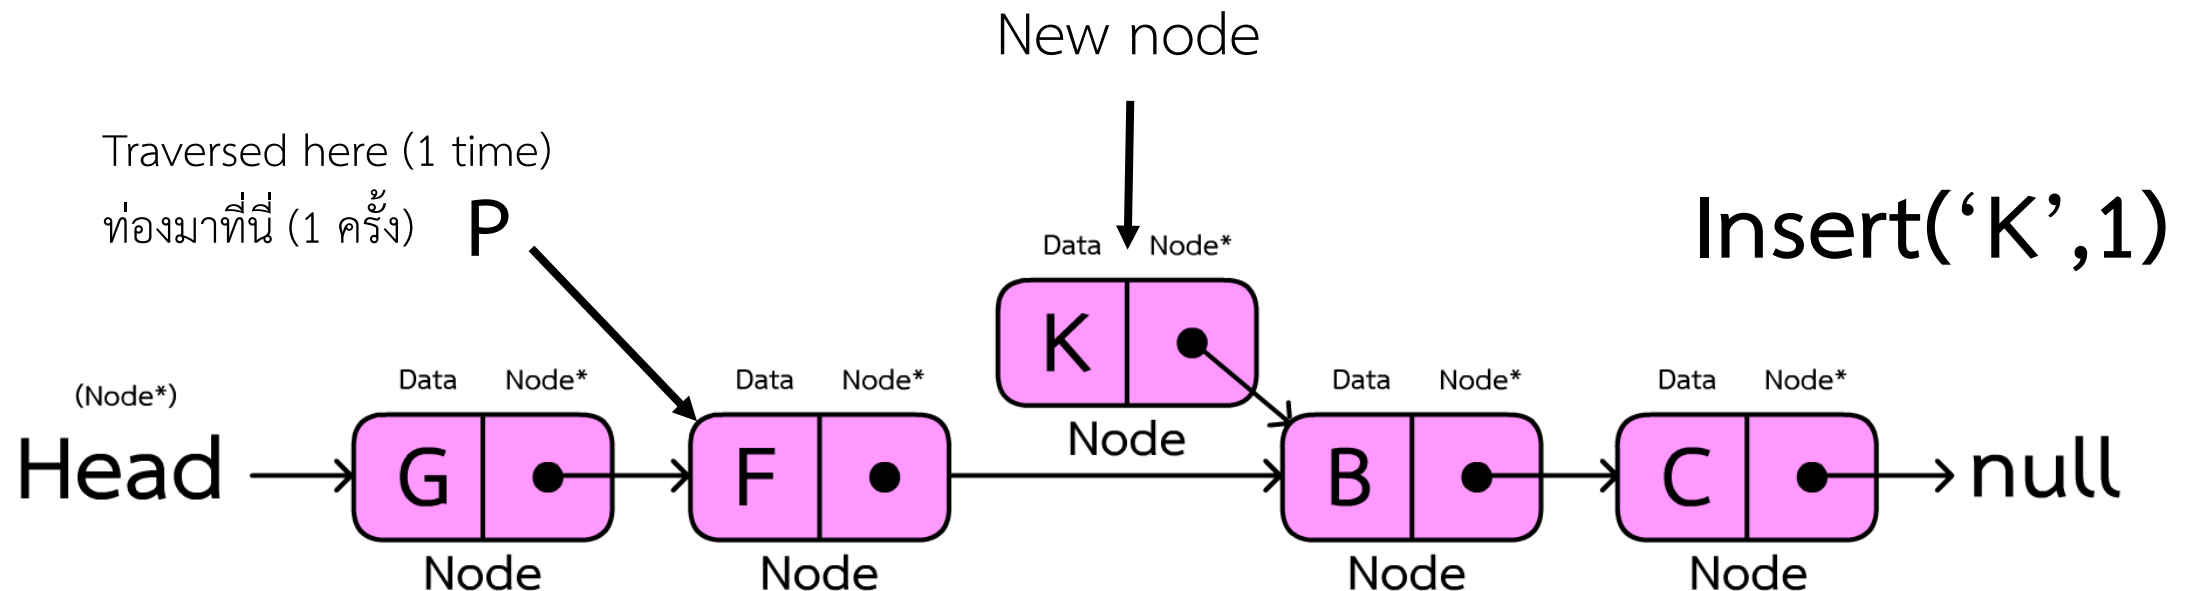 New node
Traversed here (1 time)
ท่องมาที่นี่ (1 ครั้ง)
P
Insert(‘K’,1)
Data Node*
K
Node
(Node*)
Head
Data Node*
G
Node
Data Node*
F
Node
Data Node*
B
Node
Data Node*
C
Node
null